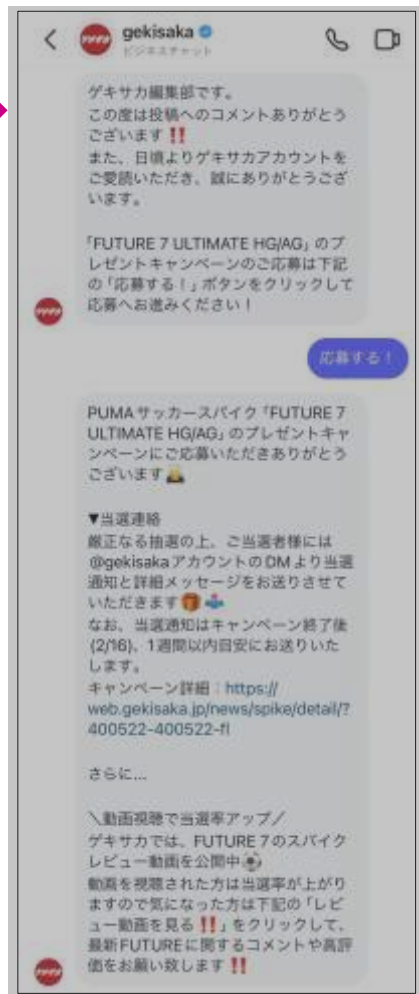 gekisaka
ビジネスチャット
ゲキサカ編集部です。
この度は投稿へのコメントありがとう
ございます‼️
また、日頃よりゲキサカアカウントを
ご愛読いただき、誠にありがとうござ
います。
「FUTURE 7 ULTIMATE HG/AG」のプ
レゼントキャンペーンのご応募は下記
の「応募する！」ボタンをクリックして
応募へお進みください！
応募する！
PUMAサッカースパイク「FUTURE 7
ULTIMATE HG/AG」のプレゼントキャ
ンペーンにご応募いただきありがとう
ございます🙇
▼当選連絡
厳正なる抽選の上、ご当選者様には
@gekisakaアカウントのDMより当選
通知と詳細メッセージをお送りさせて
いただきます🎁📩
なお、当選通知はキャンペーン終了後
(2/16)、1週間以内目安にお送りいた
します。
キャンペーン詳細：https://
web.gekisaka.jp/news/spike/detail/?
400522-400522-fl
さらに...
＼動画視聴で当選率アップ／
ゲキサカでは、FUTURE 7のスパイク
レビュー動画を公開中⚽
動画を視聴された方は当選率が上がり
ますので気になった方は下記の「レビ
ュー動画を見る‼️」をクリックして、
最新FUTUREに関するコメントや高評
価をお願い致します‼️